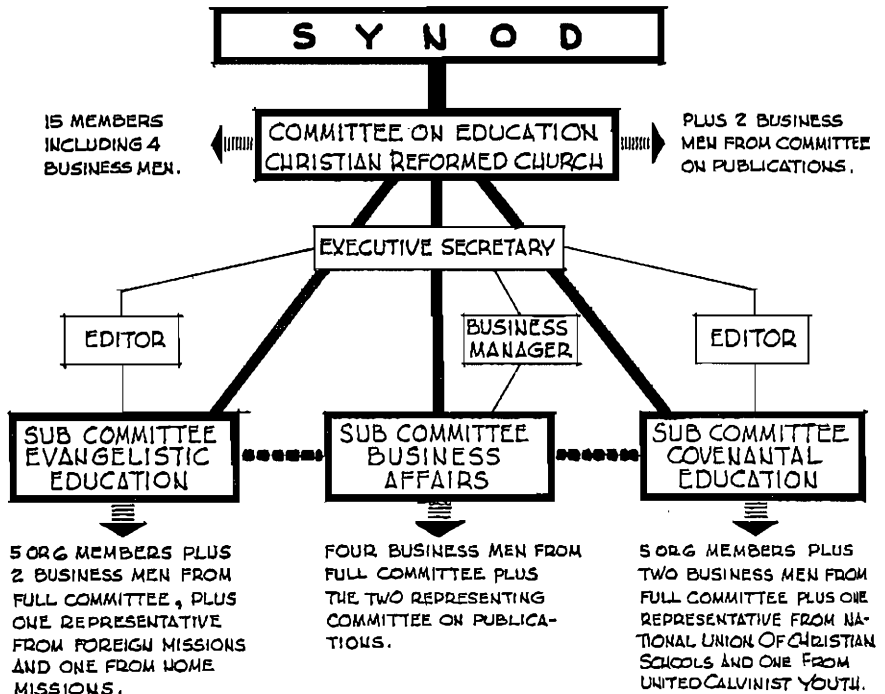 SYNOD
15 MEMBERS
INCLUDING 4
BUSINESS MEN.
COMMITTEE ON EDUCATION
CHRISTIAN REFORMED CHURCH
PLUS 2 BUSINESS
MEN FROM COMMITTEE
ON PUBLICATIONS.
EXECUTIVE SECRETARY
EDITOR
BUSINESS
MANAGER
EDITOR
SUB COMMITTEE
EVANGELISTIC
EDUCATION
SUB COMMITTEE
BUSINESS
AFFAIRS
SUB COMMITTEE
COVENANTAL
EDUCATION
5 OR 6 MEMBERS PLUS
2 BUSINESS MEN FROM
FULL COMMITTEE, PLUS
ONE REPRESENTATIVE
FROM FOREIGN MISSIONS
AND ONE FROM HOME
MISSIONS.
FOUR BUSINESS MEN FROM
FULL COMMITTEE PLUS
THE TWO REPRESENTING
COMMITTEE ON PUBLICA-
TIONS.
5 OR 6 MEMBERS PLUS
TWO BUSINESS MEN FROM
FULL COMMITTEE PLUS ONE
REPRESENTATIVE FROM NA-
TIONAL UNION OF CHRISTIAN
SCHOOLS AND ONE FROM
UNITED CALVINIST YOUTH.